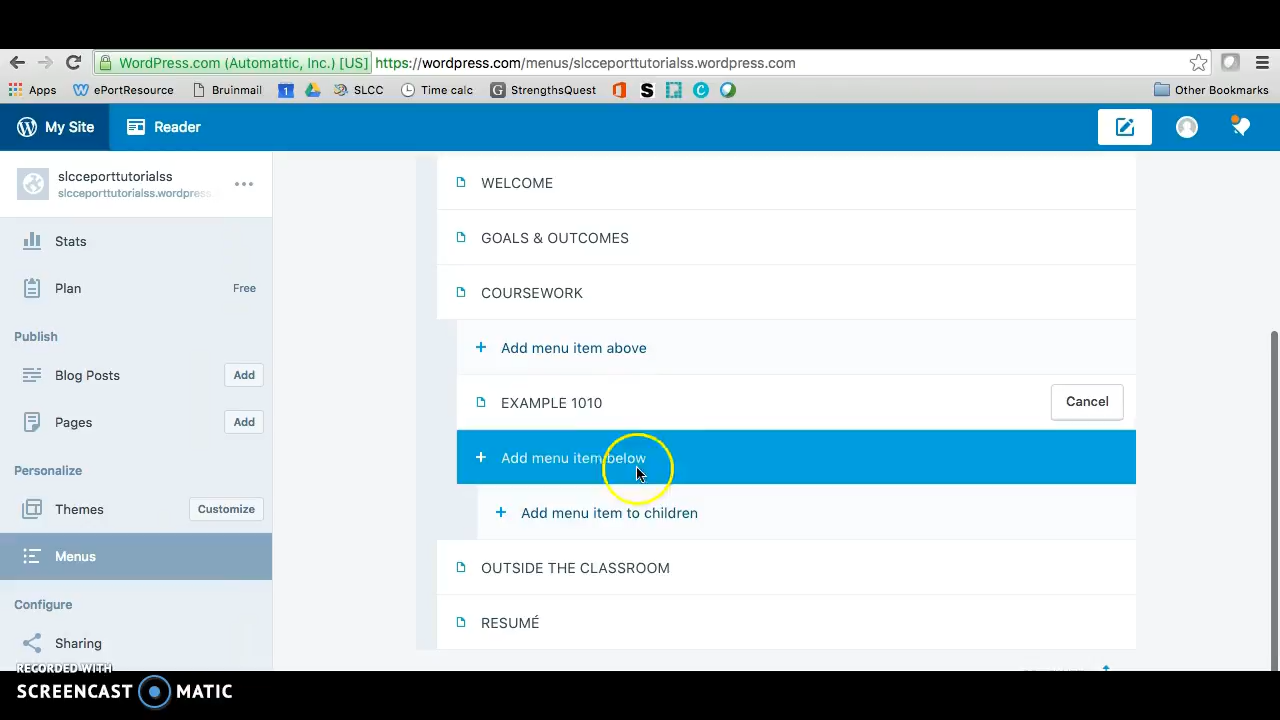 WordPress.com (Automattic, Inc.) [US] https://wordpress.com/menus/slcceporttutorialss.wordpress.com
Apps ePortResource Bruinmail 1 SLCC Time calc G StrengthsQuest S C Other Bookmarks
My Site Reader
slcceporttutorialss
slcceporttutorialss.wordpress.
Stats
Plan Free
Publish
Blog Posts Add
Pages Add
Personalize
Themes Customize
Menus
Configure
Sharing
WELCOME
GOALS & OUTCOMES
COURSEWORK
+ Add menu item above
EXAMPLE 1010 Cancel
+ Add menu item below
+ Add menu item to children
OUTSIDE THE CLASSROOM
RESUMÉ
RECORDED WITH
SCREENCAST MATIC